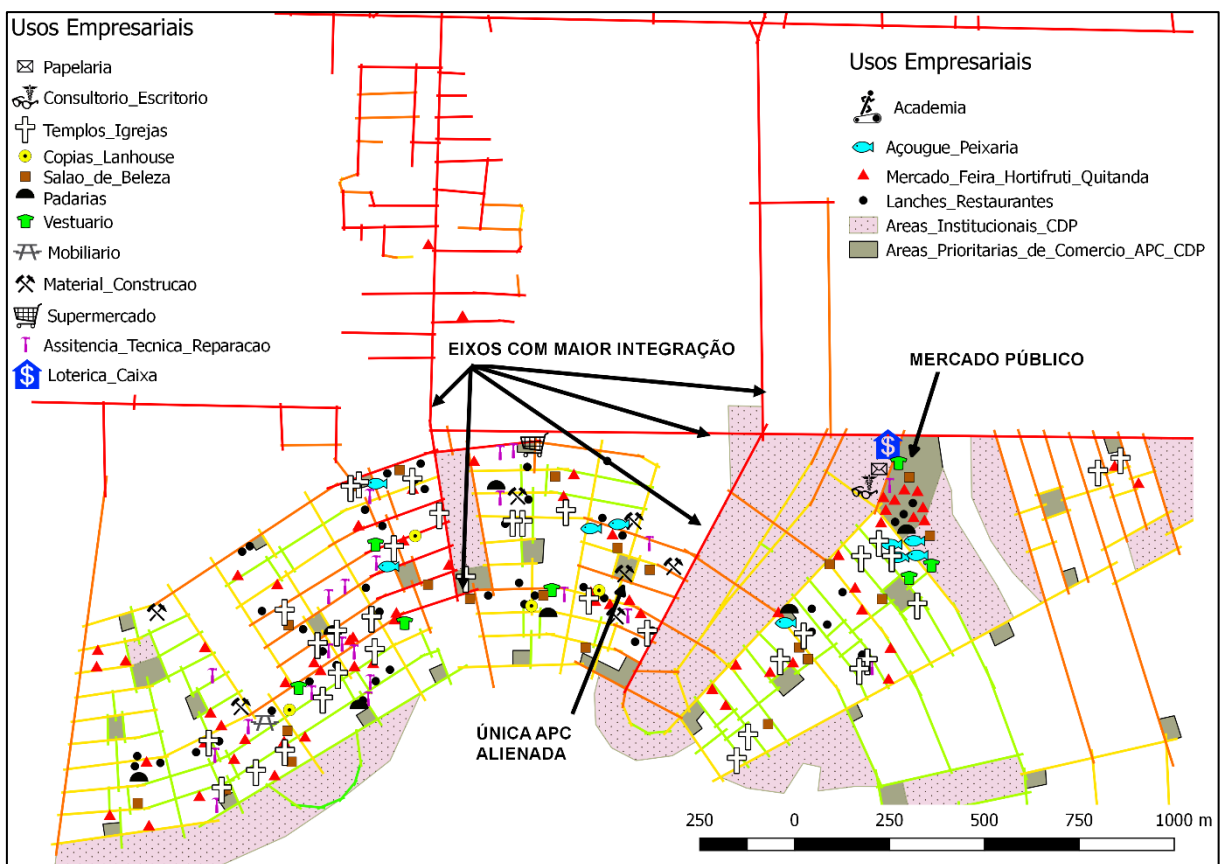 Usos Empresariais
Papelaria
Consultorio_Escritorio
Templos_Igrejas
Copias_Lanhouse
Salao_de_Beleza
Padarias
Vestuario
Mobiliario
Material_Construcao
Supermercado
Assitencia_Tecnica_Reparacao
$ Loterica_Caixa
Usos Empresariais
Academia
Açougue_Peixaria
Mercado_Feira_Hortifruti_Quitanda
Lanches_Restaurantes
Areas_Institucionais_CDP
Areas_Prioritarias_de_Comercio_APC_CDP
EIXOS COM MAIOR INTEGRAÇÃO
MERCADO PÚBLICO
$
ÚNICA APC
ALIENADA
250 0 250 500 750 1000 m